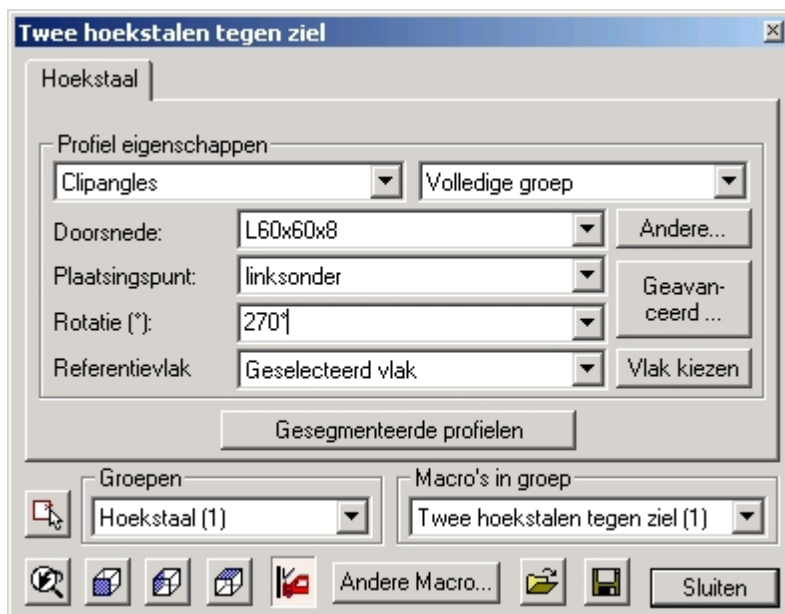 Twee hoekstalen tegen ziel
Hoekstaal
Profiel eigenschappen
Clipangles
Volledige groep
Doorsnede:
L60x60x8
Andere...
Plaatsingspunt:
linksonder
Geavan-
ceerd ...
Rotatie (°):
270°
Referentievlak
Geselecteerd vlak
Vlak kiezen
Gesegmenteerde profielen
Groepen
Macro's in groep
Hoekstaal (1)
Twee hoekstalen tegen ziel (1)
Andere Macro...
Sluiten